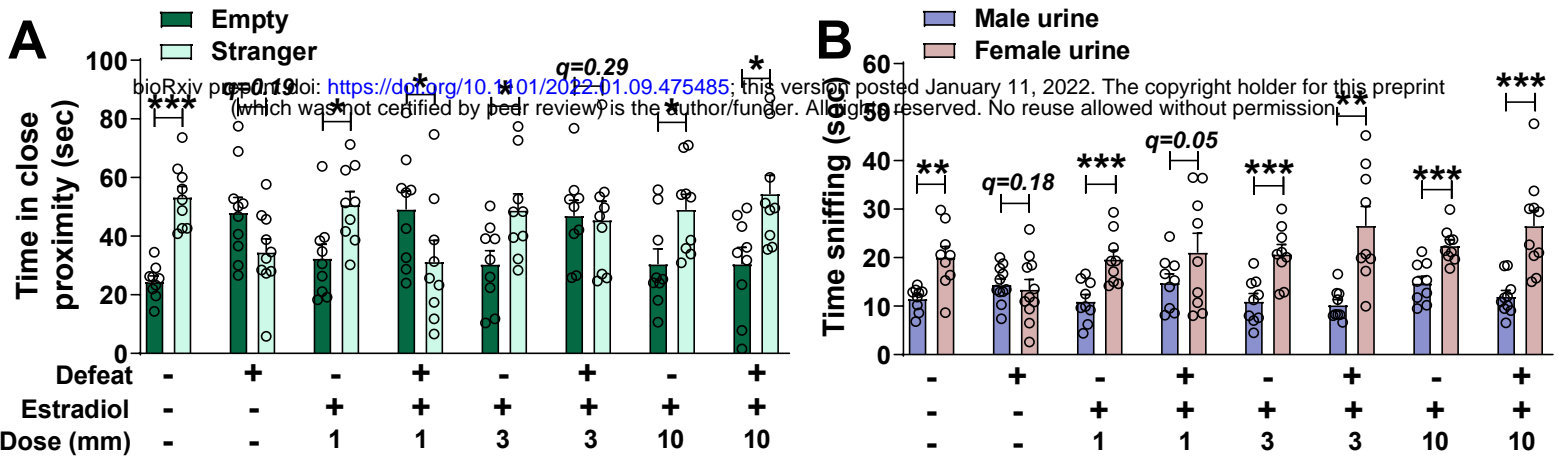 A
Empty
Stranger
B
Male urine
Female urine
bioRxiv preprint doi: https://doi.org/10.1101/2022.01.09.475485; this version posted January 11, 2022. The copyright holder for this preprint
(which was not certified by peer review) is the author/funder. All rights reserved. No reuse allowed without permission.
Time in close
proximity (sec)
100
80
60
40
20
0
*** q=0.19 * * * q=0.29 * *
Time sniffing (sec)
60
50
40
30
20
10
0
** q=0.18 *** q=0.05 *** ** *** ***
Defeat - + - + - + - + - + - + - + - +
Estradiol - - + + + + + + - - + + + + + +
Dose (mm) - - 1 1 3 3 10 10 - - 1 1 3 3 10 10